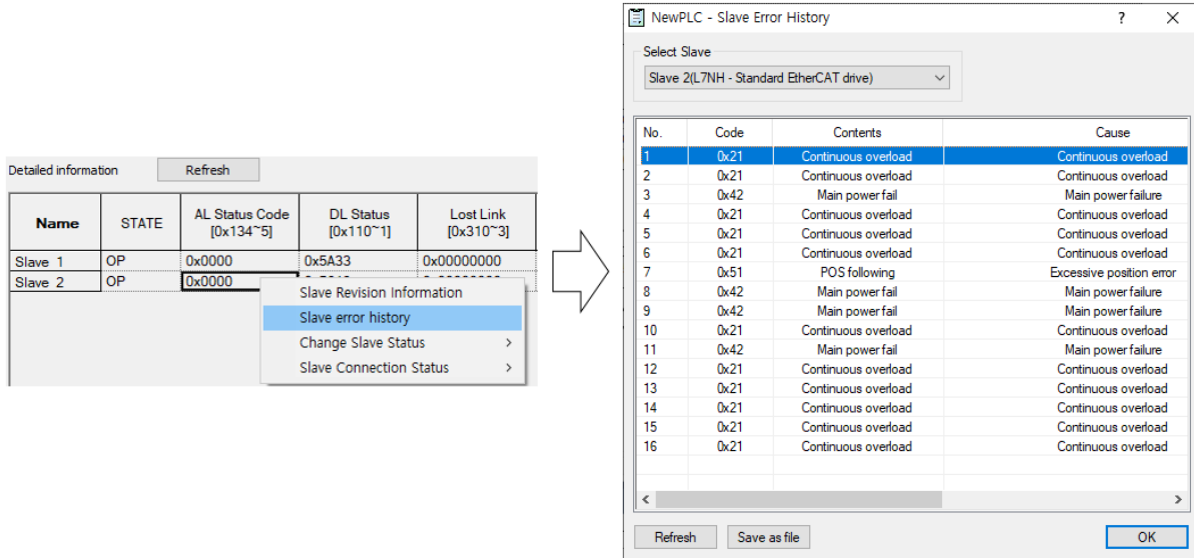 Detailed information Refresh
Name STATE AL Status Code [0x134~5] DL Status [0x110~1] Lost Link [0x310~3]
Slave 1 OP 0x0000 0x5A33 0x00000000
Slave 2 OP 0x0000
Slave Revision Information
Slave error history
Change Slave Status >
Slave Connection Status >
NewPLC - Slave Error History ? ×
Select Slave
Slave 2(L7NH - Standard EtherCAT drive)
No. Code Contents Cause
1 0x21 Continuous overload Continuous overload
2 0x21 Continuous overload Continuous overload
3 0x42 Main power fail Main power failure
4 0x21 Continuous overload Continuous overload
5 0x21 Continuous overload Continuous overload
6 0x21 Continuous overload Continuous overload
7 0x51 POS following Excessive position error
8 0x42 Main power fail Main power failure
9 0x42 Main power fail Main power failure
10 0x21 Continuous overload Continuous overload
11 0x42 Main power fail Main power failure
12 0x21 Continuous overload Continuous overload
13 0x21 Continuous overload Continuous overload
14 0x21 Continuous overload Continuous overload
15 0x21 Continuous overload Continuous overload
16 0x21 Continuous overload Continuous overload
Refresh Save as file OK